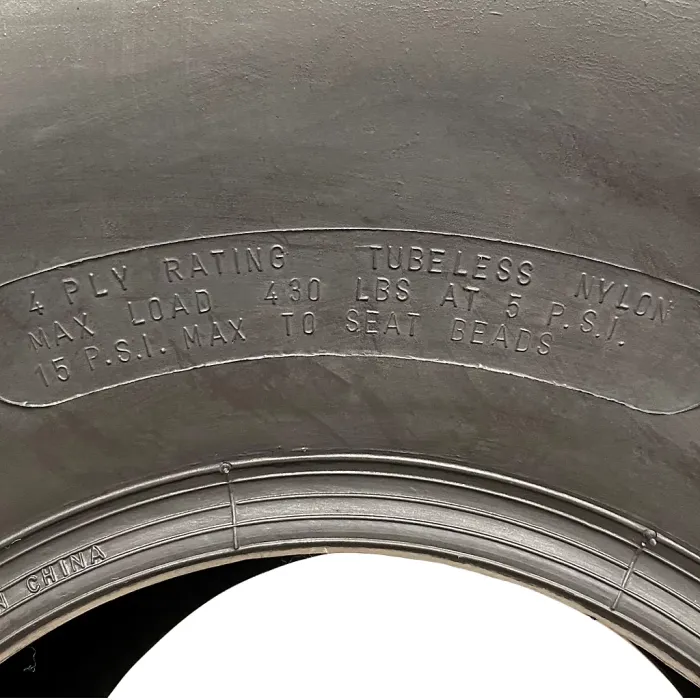 4 PLY RATING TUBELESS NYLON
MAX LOAD 430 LBS AT 5 P.S.I.
15 P.S.I. MAX TO SEAT BEADS
CHINA